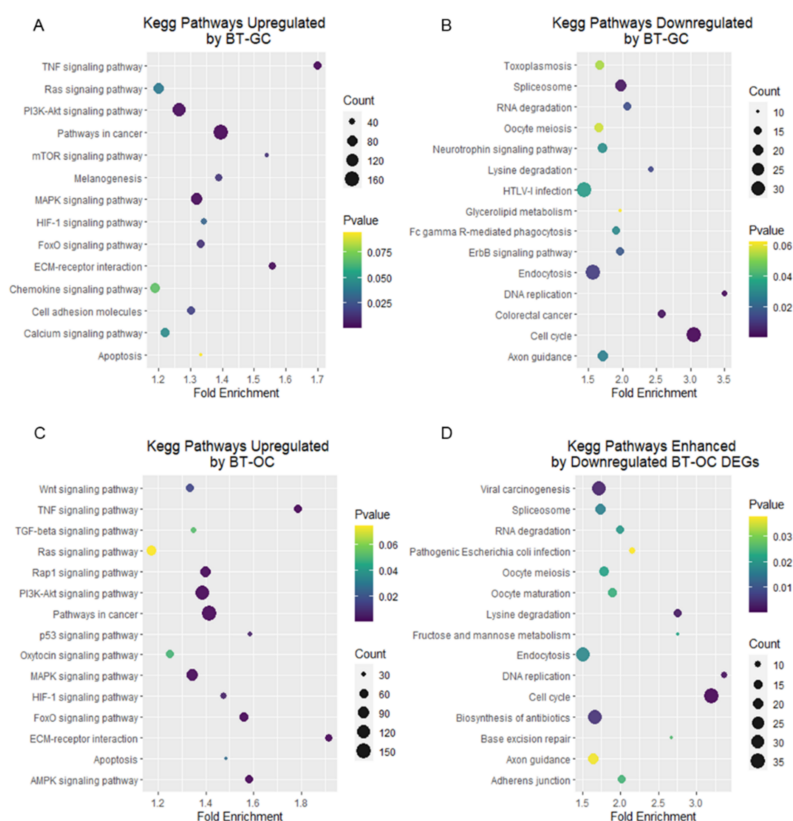 A
Kegg Pathways Upregulated
by BT-GC
TNF signaling pathway
Ras signaling pathway
PI3K-Akt signaling pathway
Pathways in cancer
mTOR signaling pathway
Melanogenesis
MAPK signaling pathway
HIF-1 signaling pathway
FoxO signaling pathway
ECM-receptor interaction
Chemokine signaling pathway
Cell adhesion molecules
Calcium signaling pathway
Apoptosis
1.2 1.3 1.4 1.5 1.6 1.7
Fold Enrichment
Count
40
80
120
160
Pvalue
0.075
0.050
0.025
B
Kegg Pathways Downregulated
by BT-GC
Toxoplasmosis
Spliceosome
RNA degradation
Oocyte meiosis
Neurotrophin signaling pathway
Lysine degradation
HTLV-I infection
Glycerolipid metabolism
Fc gamma R-mediated phagocytosis
ErbB signaling pathway
Endocytosis
DNA replication
Colorectal cancer
Cell cycle
Axon guidance
1.5 2.0 2.5 3.0 3.5
Fold Enrichment
Count
10
15
20
25
30
Pvalue
0.06
0.04
0.02
C
Kegg Pathways Upregulated
by BT-OC
Wnt signaling pathway
TNF signaling pathway
TGF-beta signaling pathway
Ras signaling pathway
Rap1 signaling pathway
PI3K-Akt signaling pathway
Pathways in cancer
p53 signaling pathway
Oxytocin signaling pathway
MAPK signaling pathway
HIF-1 signaling pathway
FoxO signaling pathway
ECM-receptor interaction
Apoptosis
AMPK signaling pathway
1.2 1.4 1.6 1.8
Fold Enrichment
Pvalue
0.06
0.04
0.02
Count
30
60
90
120
150
D
Kegg Pathways Enhanced
by Downregulated BT-OC DEGs
Viral carcinogenesis
Spliceosome
RNA degradation
Pathogenic Escherichia coli infection
Oocyte meiosis
Oocyte maturation
Lysine degradation
Fructose and mannose metabolism
Endocytosis
DNA replication
Cell cycle
Biosynthesis of antibiotics
Base excision repair
Axon guidance
Adherens junction
1.5 2.0 2.5 3.0
Fold Enrichment
Pvalue
0.03
0.02
0.01
Count
10
15
20
25
30
35